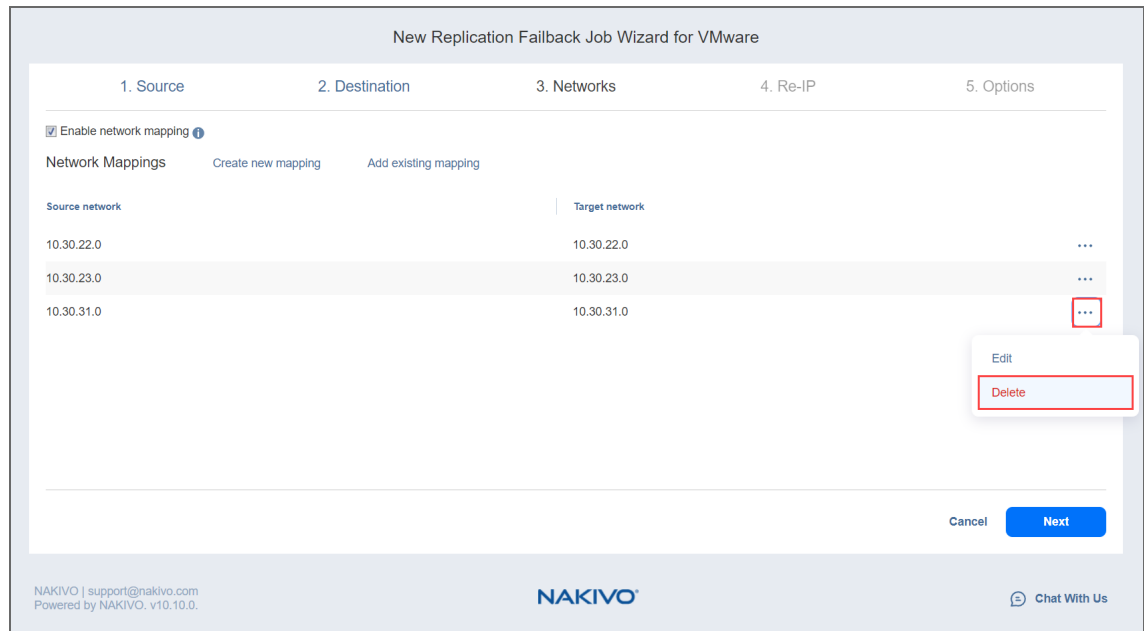 New Replication Failback Job Wizard for VMware
1. Source 2. Destination 3. Networks 4. Re-IP 5. Options
Enable network mapping
Network Mappings Create new mapping Add existing mapping
Source network Target network
10.30.22.0 10.30.22.0 ...
10.30.23.0 10.30.23.0 ...
10.30.31.0 10.30.31.0 ...
Edit
Delete
Cancel Next
NAKIVO | support@nakivo.com
Powered by NAKIVO. v10.10.0.
NAKIVO®
Chat With Us